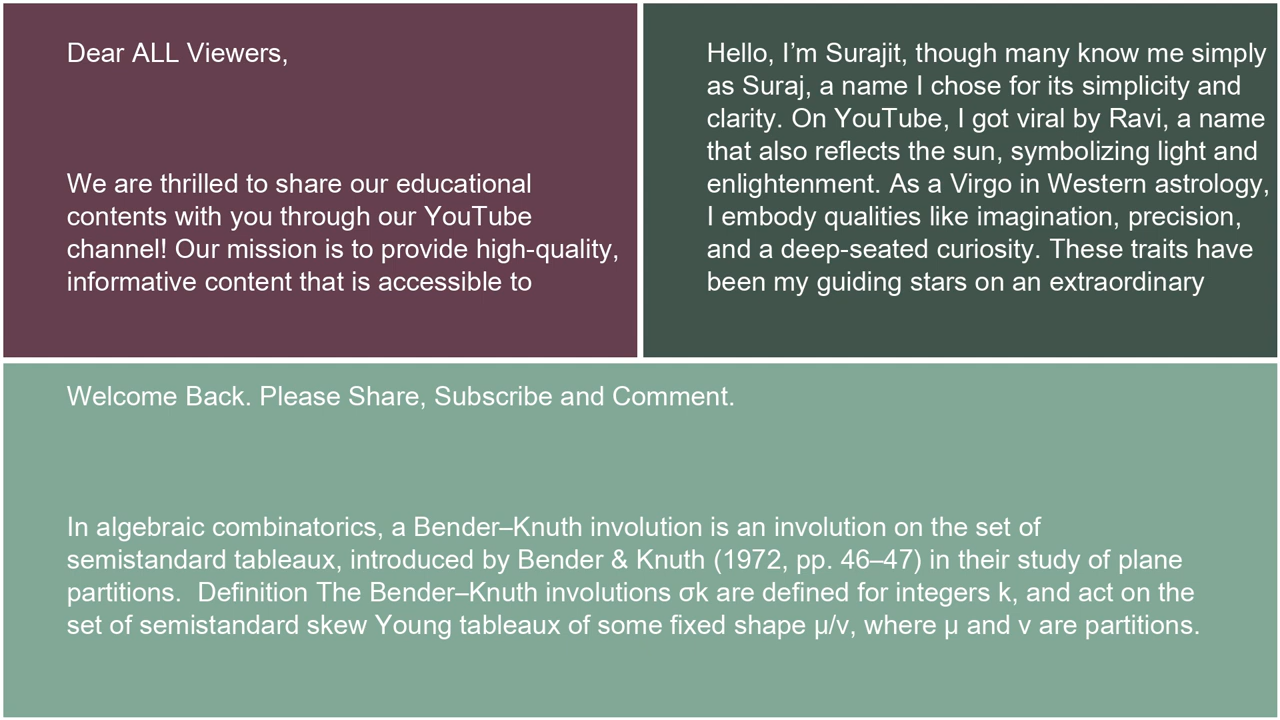 Dear ALL Viewers,
We are thrilled to share our educational
contents with you through our YouTube
channel! Our mission is to provide high-quality,
informative content that is accessible to
Hello, I’m Surajit, though many know me simply
as Suraj, a name I chose for its simplicity and
clarity. On YouTube, I got viral by Ravi, a name
that also reflects the sun, symbolizing light and
enlightenment. As a Virgo in Western astrology,
I embody qualities like imagination, precision,
and a deep-seated curiosity. These traits have
been my guiding stars on an extraordinary
Welcome Back. Please Share, Subscribe and Comment.
In algebraic combinatorics, a Bender–Knuth involution is an involution on the set of
semistandard tableaux, introduced by Bender & Knuth (1972, pp. 46–47) in their study of plane
partitions.  Definition The Bender–Knuth involutions σk are defined for integers k, and act on the
set of semistandard skew Young tableaux of some fixed shape μ/ν, where μ and ν are partitions.